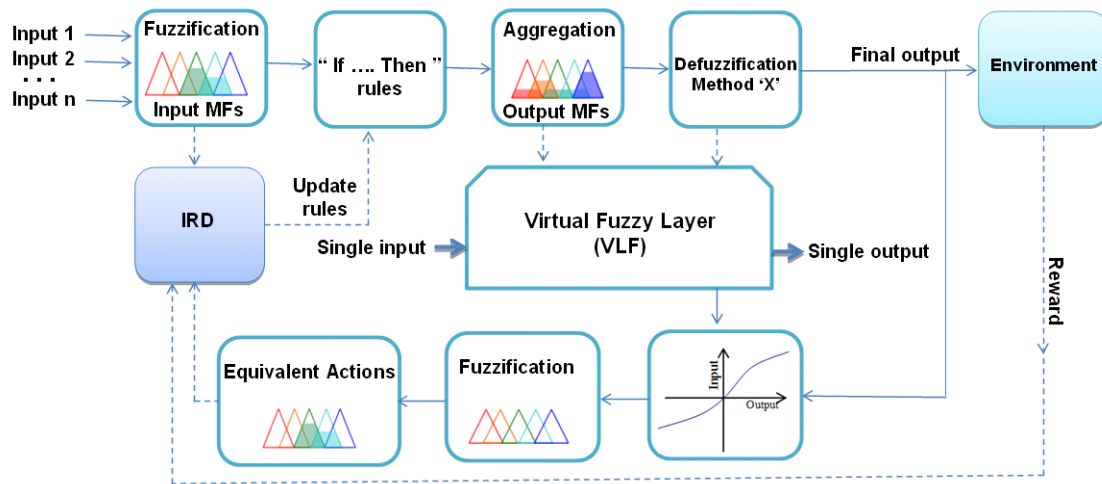 Input 1
Input 2
. . .
Input n
Fuzzification
Input MFs
“ If .... Then ”
rules
Aggregation
Output MFs
Defuzzification
Method ‘X’
Final output
Environment
IRD
Update
rules
Single input
Virtual Fuzzy Layer
(VLF)
Single output
Reward
Equivalent Actions
Fuzzification
Input
Output